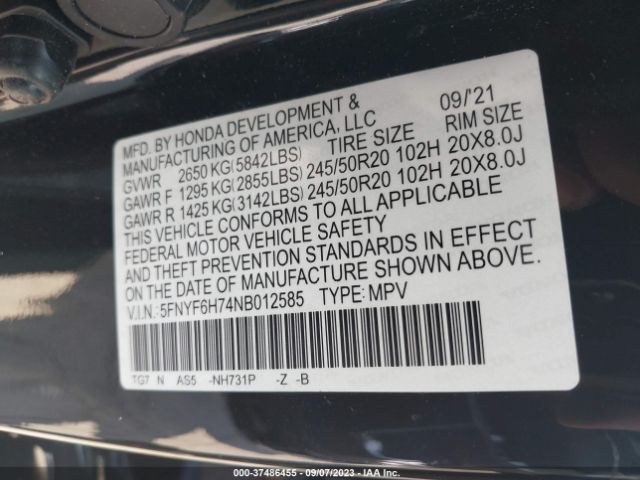 MFD. BY HONDA DEVELOPMENT & 09/'21
MANUFACTURING OF AMERICA, LLC RIM SIZE
GVWR 2650 KG(5842LBS) TIRE SIZE
GAWR F 1295 KG(2855LBS) 245/50R20 102H 20X8.0J
GAWR R 1425 KG(3142LBS) 245/50R20 102H 20X8.0J
THIS VEHICLE CONFORMS TO ALL APPLICABLE
FEDERAL MOTOR VEHICLE SAFETY
AND THEFT PREVENTION STANDARDS IN EFFECT
ON THE DATE OF MANUFACTURE SHOWN ABOVE.
V.I.N.:5FNYF6H74NB012585 TYPE:MPV
TG7 N AS5 -NH731P -Z -B
000-37486455 - 09/07/2023 - IAA Inc.